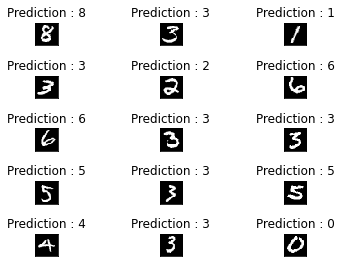 Prediction : 8 Prediction : 3 Prediction : 1
8 3 1
Prediction : 3 Prediction : 2 Prediction : 6
3 2 6
Prediction : 6 Prediction : 3 Prediction : 3
6 3 3
Prediction : 5 Prediction : 3 Prediction : 5
5 3 5
Prediction : 4 Prediction : 3 Prediction : 0
4 3 0